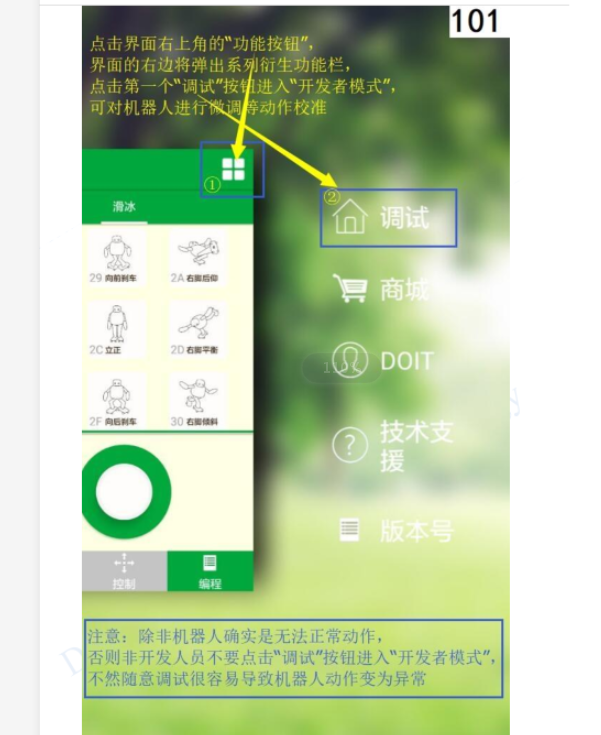 101
点击界面右上角的“功能按钮”，
界面的右边将弹出系列衍生功能栏，
点击第一个“调试”按钮进入“开发者模式”，
可对机器人进行微调等动作校准
①
滑冰
②
调试
29 向前刹车
2A 右脚后仰
商城
2C 立正
2D 右脚平衡
DOIT
2F 向后刹车
30 右脚倾斜
技术支
援
版本号
控制
编程
注意：除非机器人确实是无法正常动作，
否则非开发人员不要点击“调试”按钮进入“开发者模式”，
不然随意调试很容易导致机器人动作变为异常